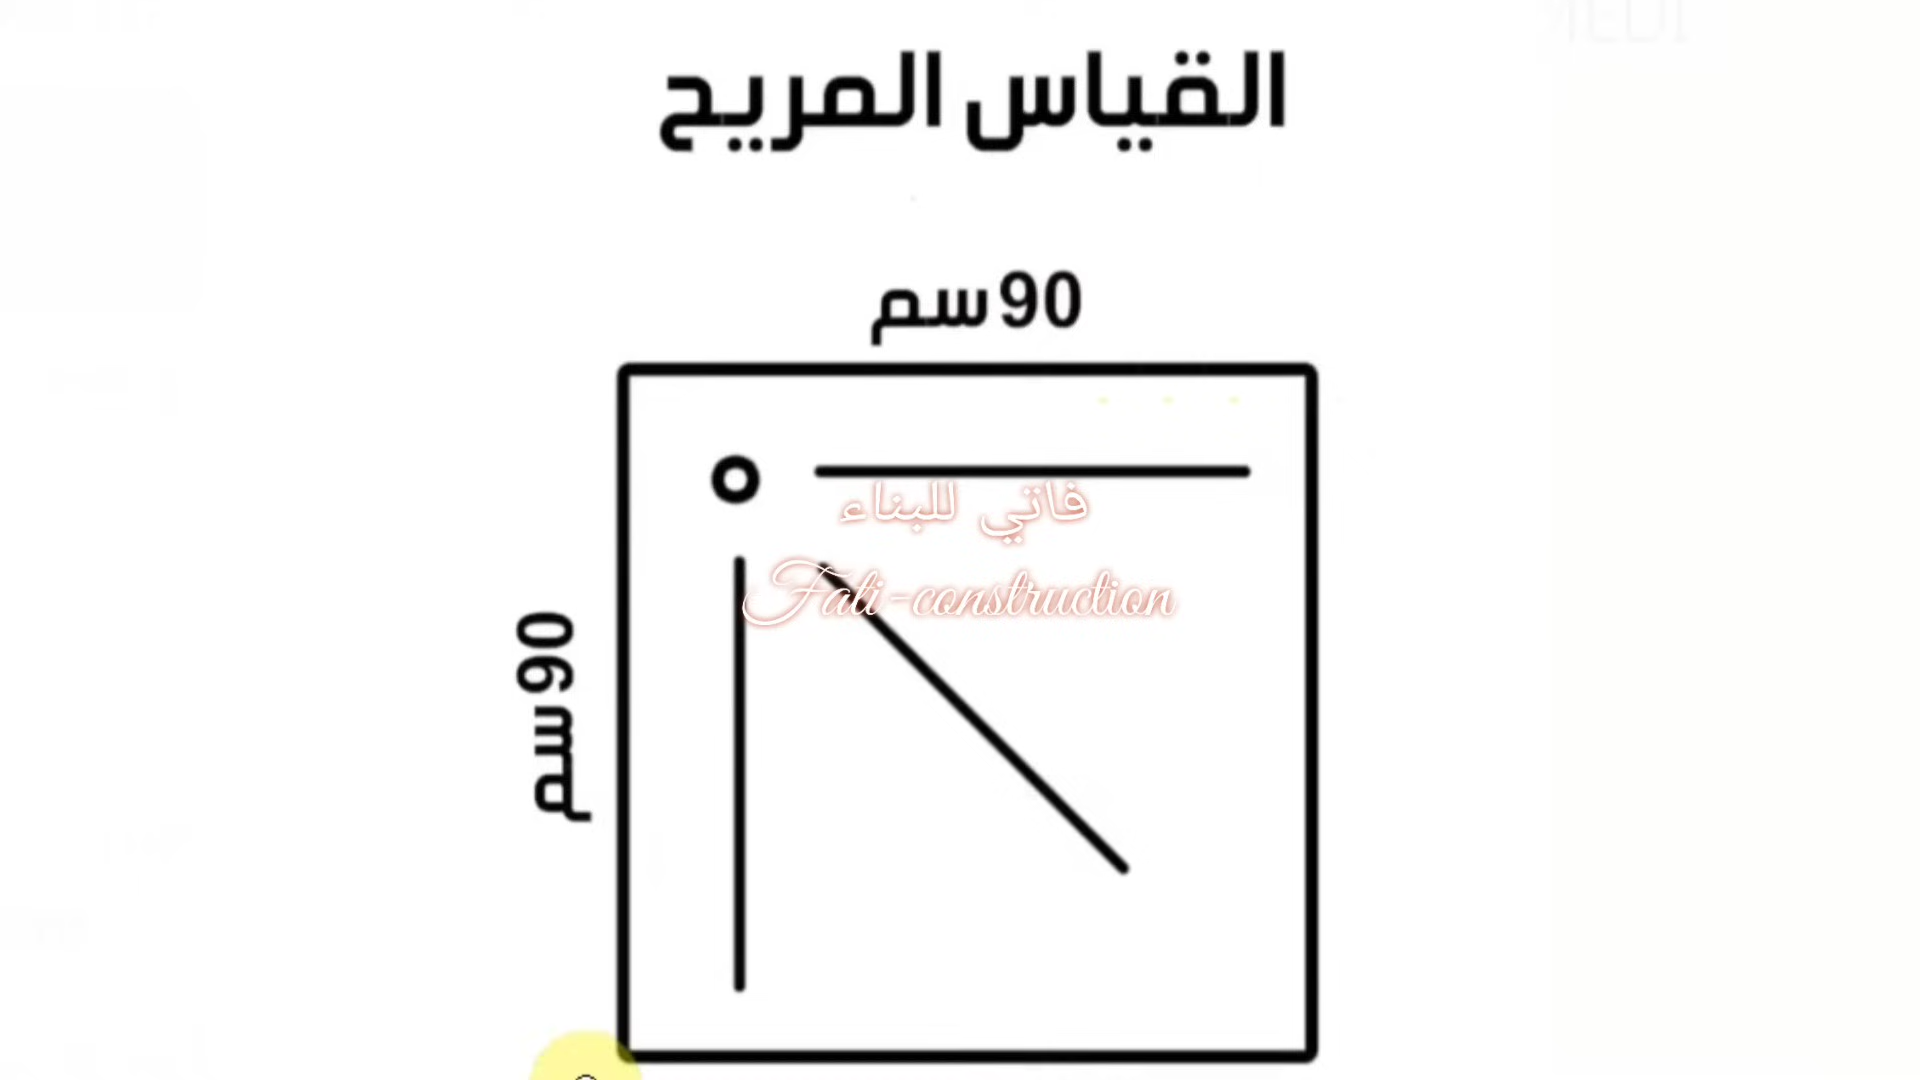 القياس المريح
90سم
فاتي للبناء
Fati-construction
90سم